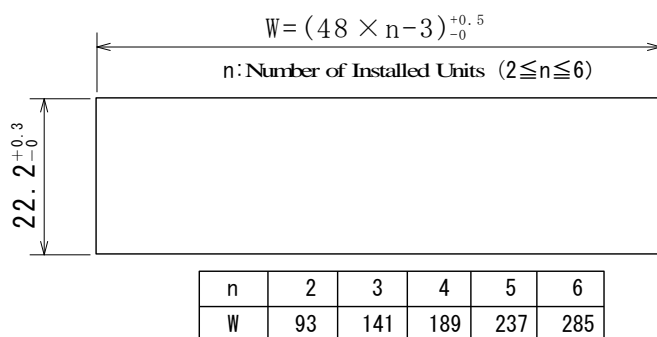 W=(48×n-3)+0.5 -0
n:Number of Installed Units (2≦n≦6)
22.2+0.3 -0
n 2 3 4 5 6
W 93 141 189 237 285